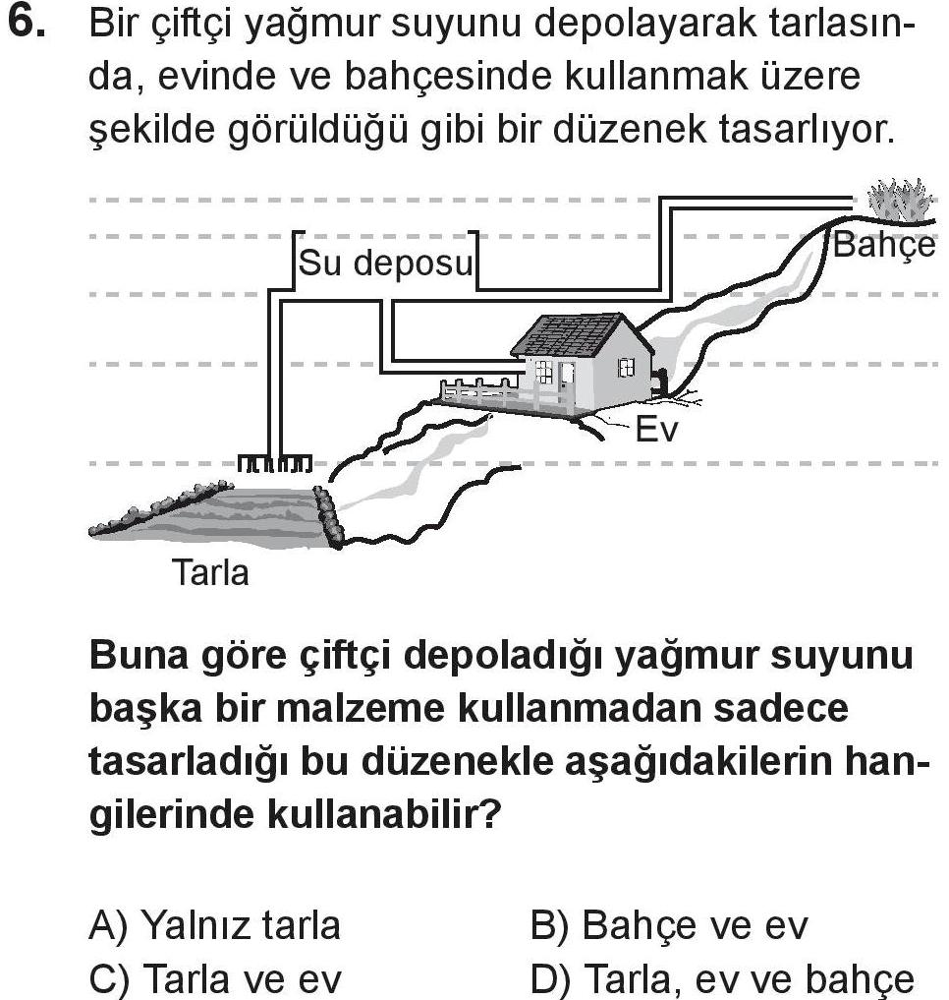 6. Bir çiftçi yağmur suyunu depolayarak tarlasın-
da, evinde ve bahçesinde kullanmak üzere
şekilde görüldüğü gibi bir düzenek tasarlıyor.
Su deposu
Bahçe
Ev
Tarla
Buna göre çiftçi depoladığı yağmur suyunu
başka bir malzeme kullanmadan sadece
tasarladığı bu düzenekle aşağıdakilerin han-
gilerinde kullanabilir?
A) Yalnız tarla B) Bahçe ve ev
C) Tarla ve ev D) Tarla, ev ve bahçe